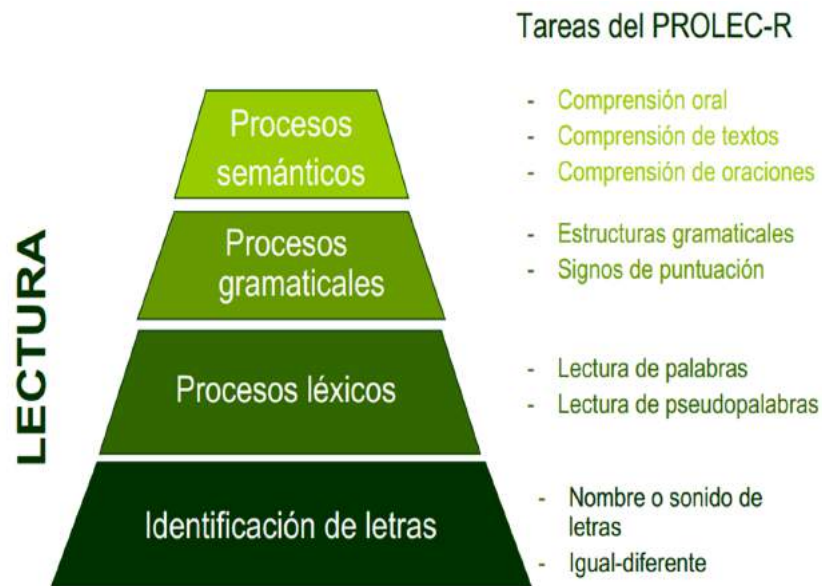 Tareas del PROLEC-R
LECTURA
Procesos
semánticos
- Comprensión oral
- Comprensión de textos
- Comprensión de oraciones
Procesos
gramaticales
- Estructuras gramaticales
- Signos de puntuación
Procesos léxicos
- Lectura de palabras
- Lectura de pseudopalabras
Identificación de letras
- Nombre o sonido de
letras
- Igual-diferente